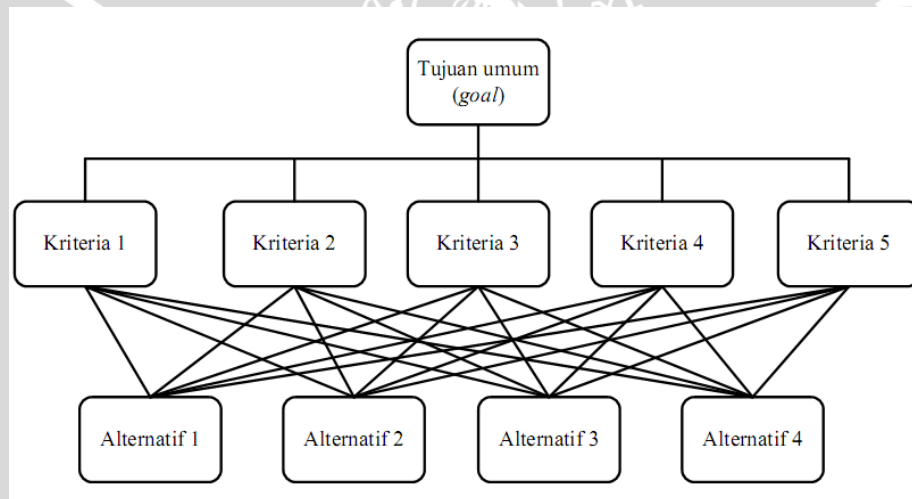 Tujuan umum
(goal)
Kriteria 1
Kriteria 2
Kriteria 3
Kriteria 4
Kriteria 5
Alternatif 1
Alternatif 2
Alternatif 3
Alternatif 4